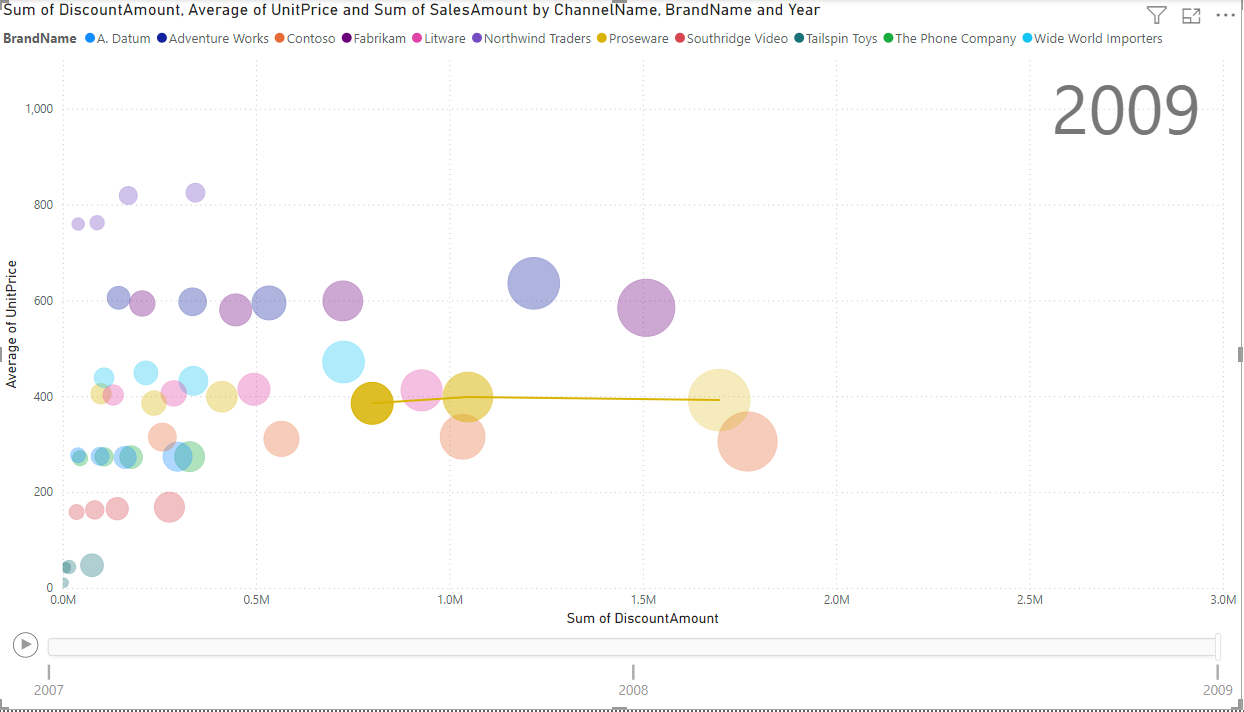 Sum of DiscountAmount, Average of UnitPrice and Sum of SalesAmount by ChannelName, BrandName and Year
BrandName A. Datum Adventure Works Contoso Fabrikam Litware Northwind Traders Proseware Southridge Video Tailspin Toys The Phone Company Wide World Importers
2009
1,000
800
600
400
200
0
Average of UnitPrice
0.0M 0.5M 1.0M 1.5M 2.0M 2.5M 3.0M
Sum of DiscountAmount
2007 2008 2009